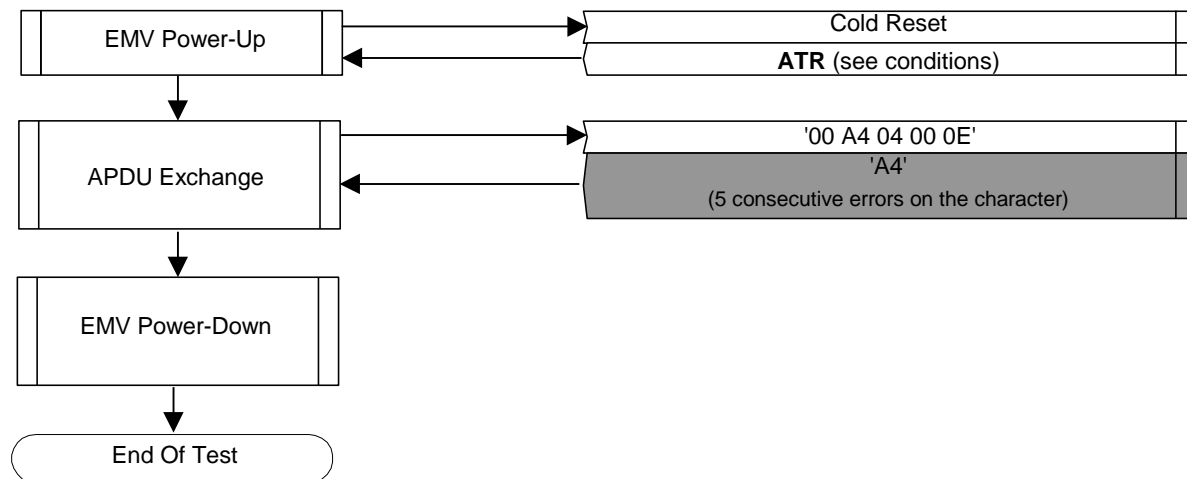 EMV Power-Up
Cold Reset
ATR (see conditions)
APDU Exchange
'00 A4 04 00 0E'
'A4'
(5 consecutive errors on the character)
EMV Power-Down
End Of Test